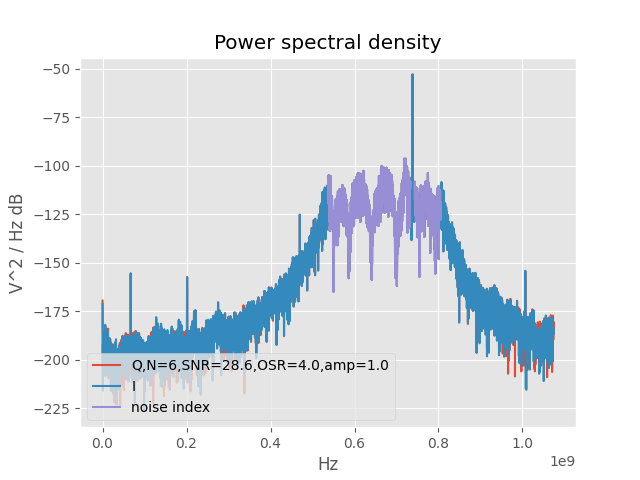 Power spectral density
V^2 / Hz dB
−50
−75
−100
−125
−150
−175
−200
−225
Q,N=6,SNR=28.6,OSR=4.0,amp=1.0
I
noise index
0.0 0.2 0.4 0.6 0.8 1.0
1e9
Hz